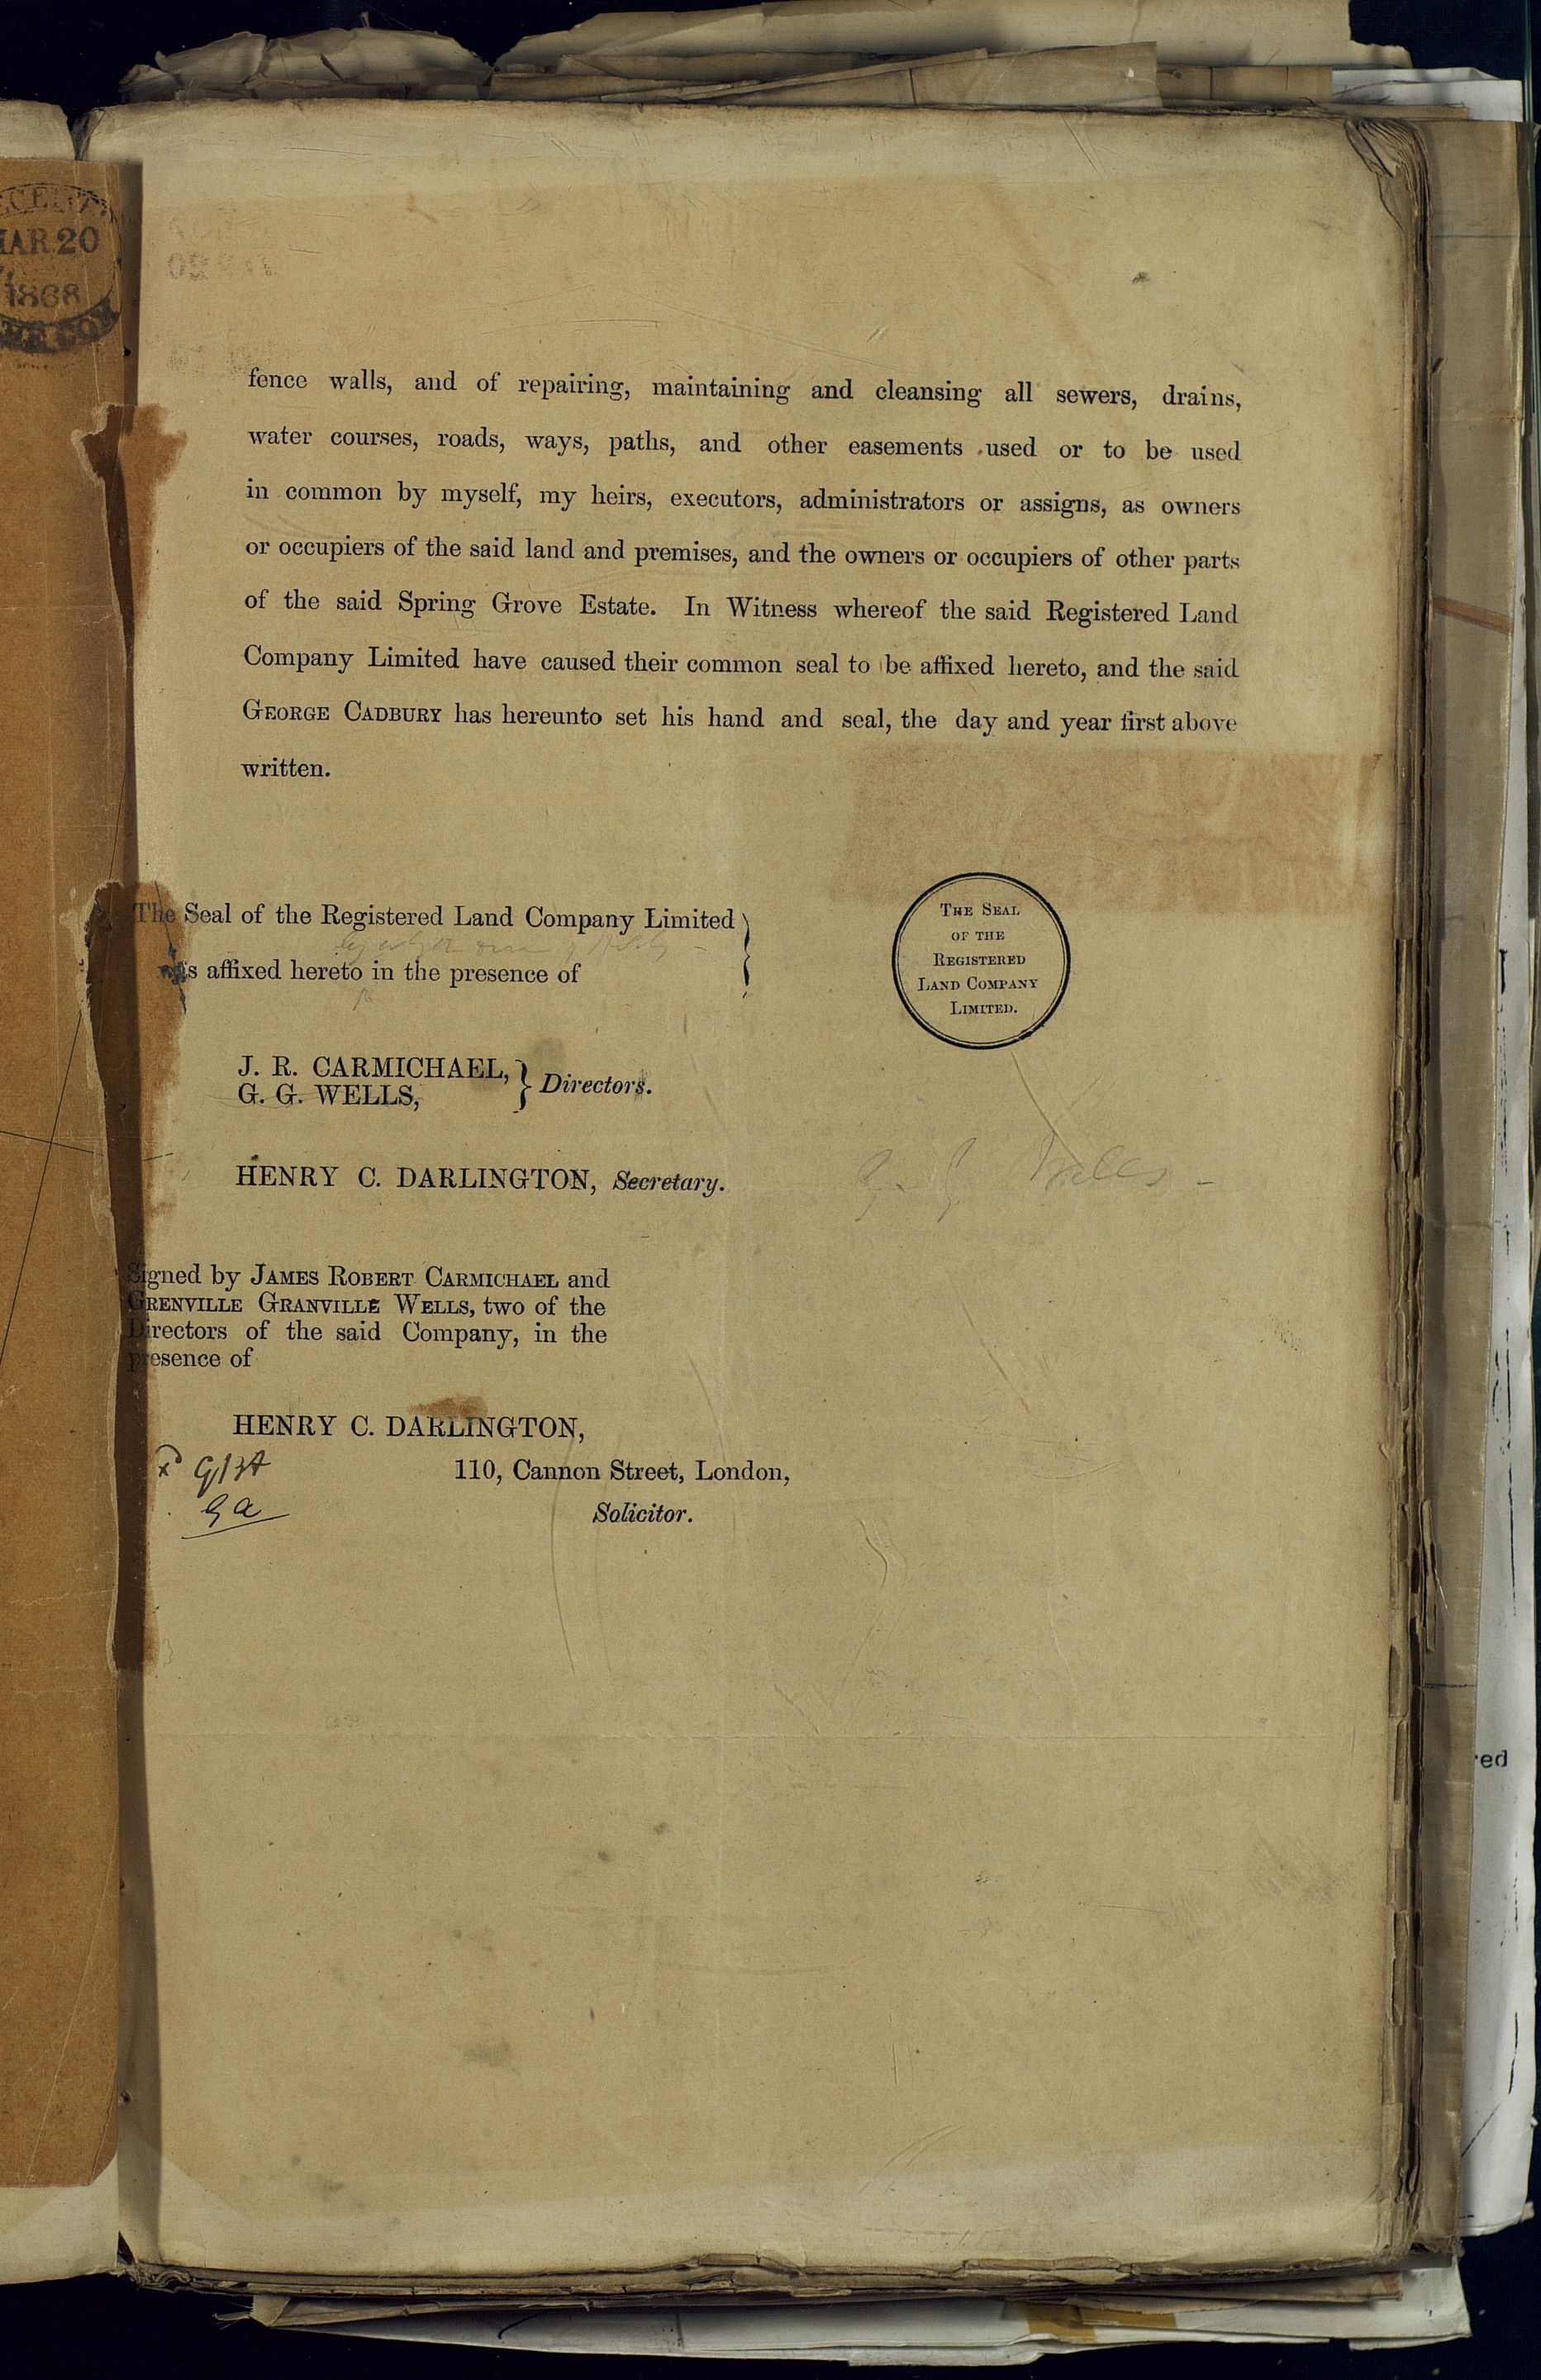 MAR 20
1868
fence walls, and of repairing, maintaining and cleansing all sewers, drains,
water courses, roads, ways, paths, and other easements used or to be used
in common by myself, my heirs, executors, administrators or assigns, as owners
or occupiers of the said land and premises, and the owners or occupiers of other parts
of the said Spring Grove Estate. In Witness whereof the said Registered Land
Company Limited have caused their common seal to be affixed hereto, and the said
GEORGE CADBURY has hereunto set his hand and seal, the day and year first above
written.
The Seal of the Registered Land Company Limited
was affixed hereto in the presence of
THE SEAL
OF THE
REGISTERED
LAND COMPANY
LIMITED.
J. R. CARMICHAEL,
G. G. WELLS,
Directors.
HENRY C. DARLINGTON, Secretary.
G. G. Wells
Signed by JAMES ROBERT CARMICHAEL and
GRENVILLE GRANVILLE WELLS, two of the
Directors of the said Company, in the
presence of
HENRY C. DARLINGTON,
110, Cannon Street, London,
Solicitor.
red